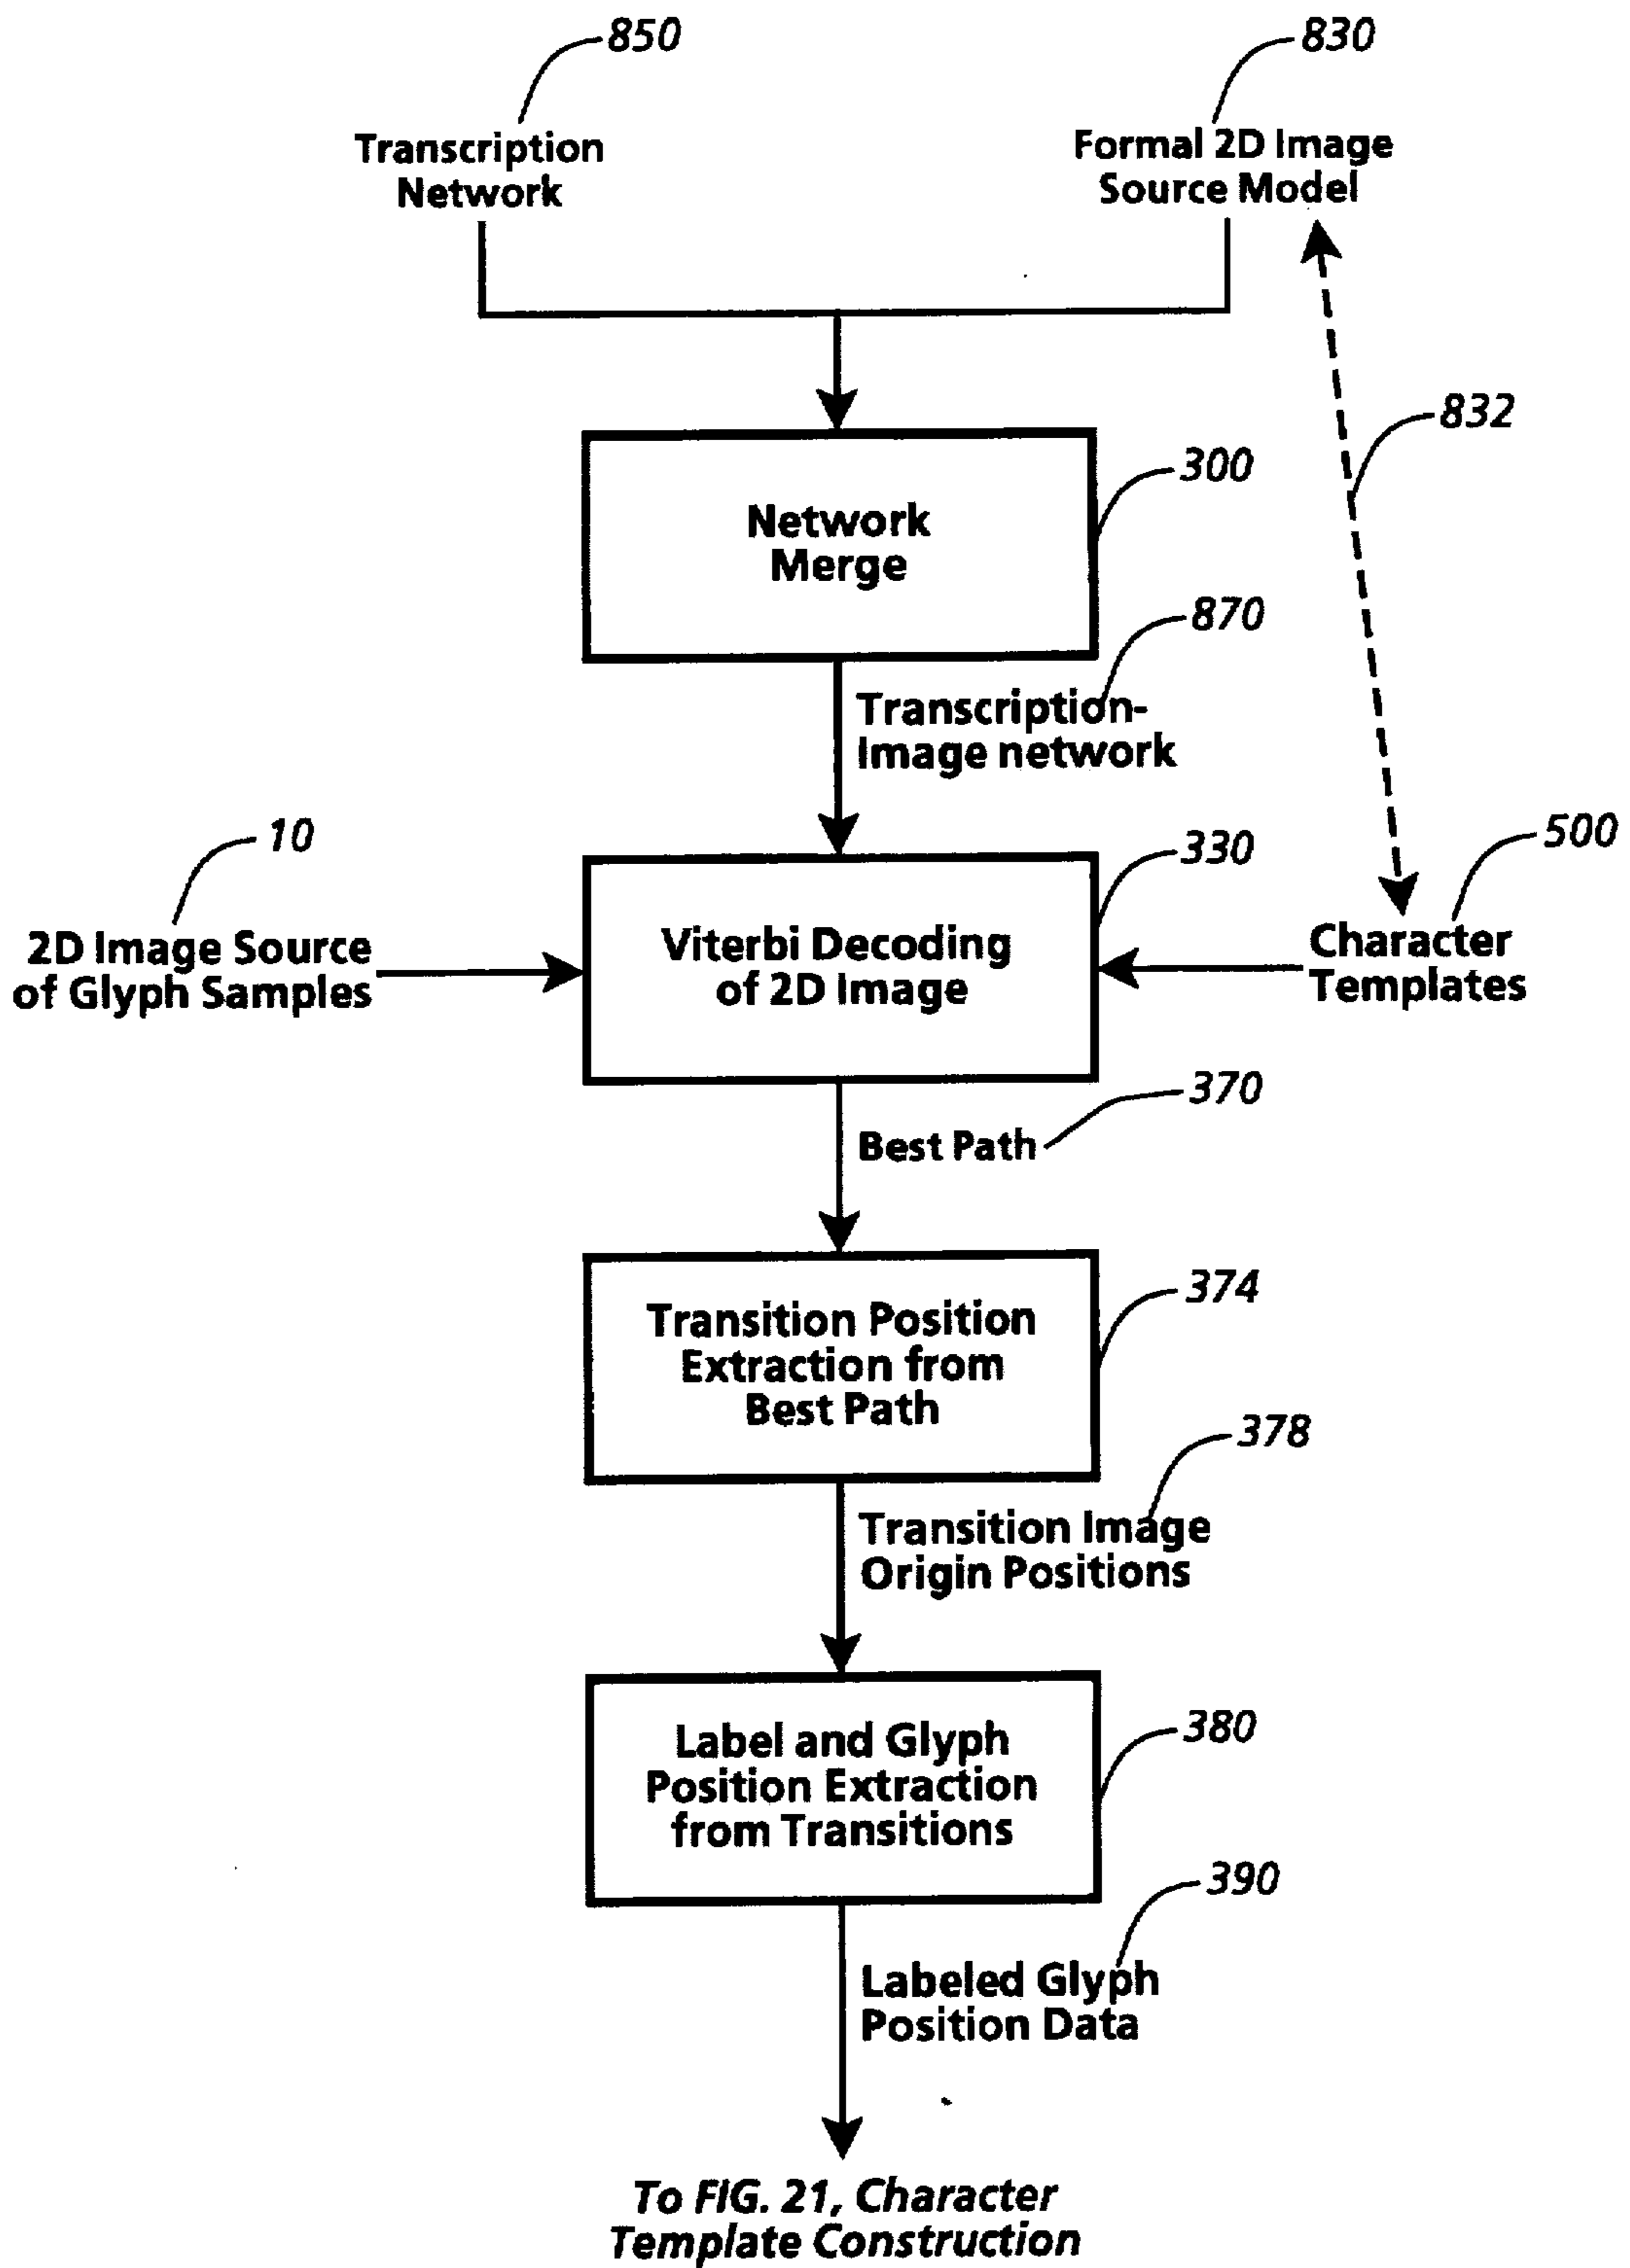 850
Transcription
Network
830
Formal 2D Image
Source Model
832
300
Network
Merge
870
Transcription-
Image network
10
2D Image Source
of Glyph Samples
330
Viterbi Decoding
of 2D Image
500
Character
Templates
370
Best Path
374
Transition Position
Extraction from
Best Path
378
Transition Image
Origin Positions
380
Label and Glyph
Position Extraction
from Transitions
390
Labeled Glyph
Position Data
To FIG. 21, Character
Template Construction